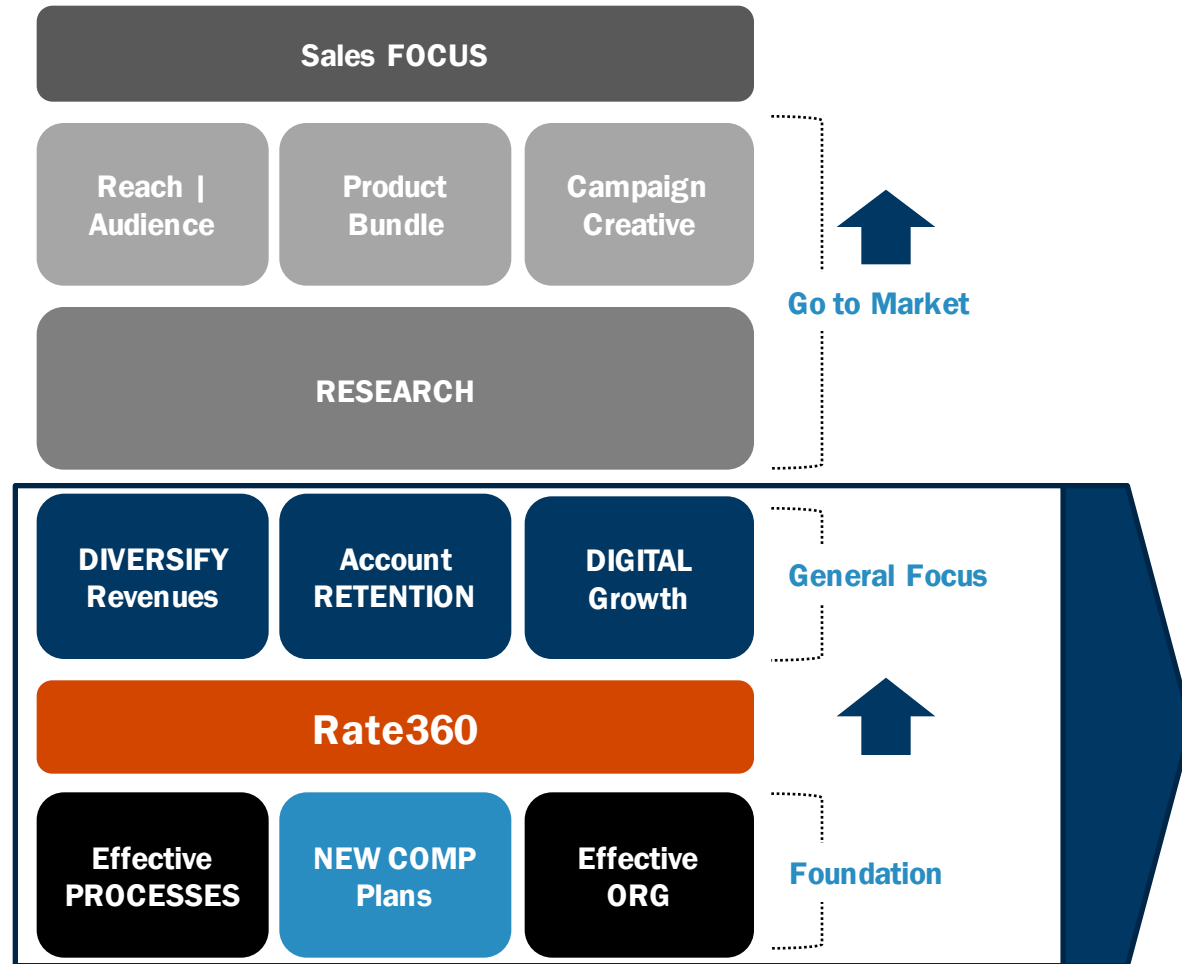 Sales FOCUS
Reach |
Audience
Product
Bundle
Campaign
Creative
Go to Market
RESEARCH
DIVERSIFY
Revenues
Account
RETENTION
DIGITAL
Growth
General Focus
Rate360
Effective
PROCESSES
NEW COMP
Plans
Effective
ORG
Foundation